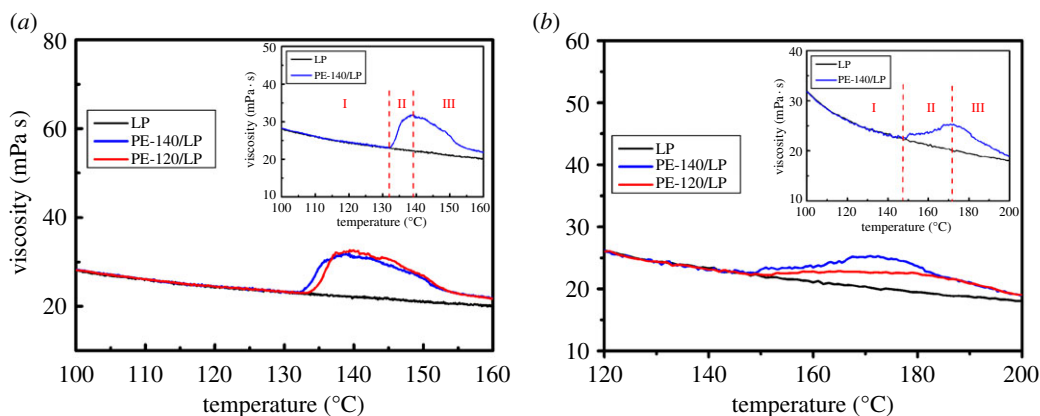 (a)
80
60
40
20
viscosity (mPa s)
100
110
120
130
140
150
160
temperature (°C)
LP
PE-140/LP
PE-120/LP
50
40
30
20
10
viscosity (mPa · s)
LP
PE-140/LP
I
II
III
100
110
120
130
140
150
160
temperature (°C)
(b)
60
50
40
30
20
10
120
140
160
180
200
temperature (°C)
LP
PE-140/LP
PE-120/LP
40
30
20
10
viscosity (mPa · s)
LP
PE-140/LP
I
II
III
100
120
140
160
180
200
temperature (°C)